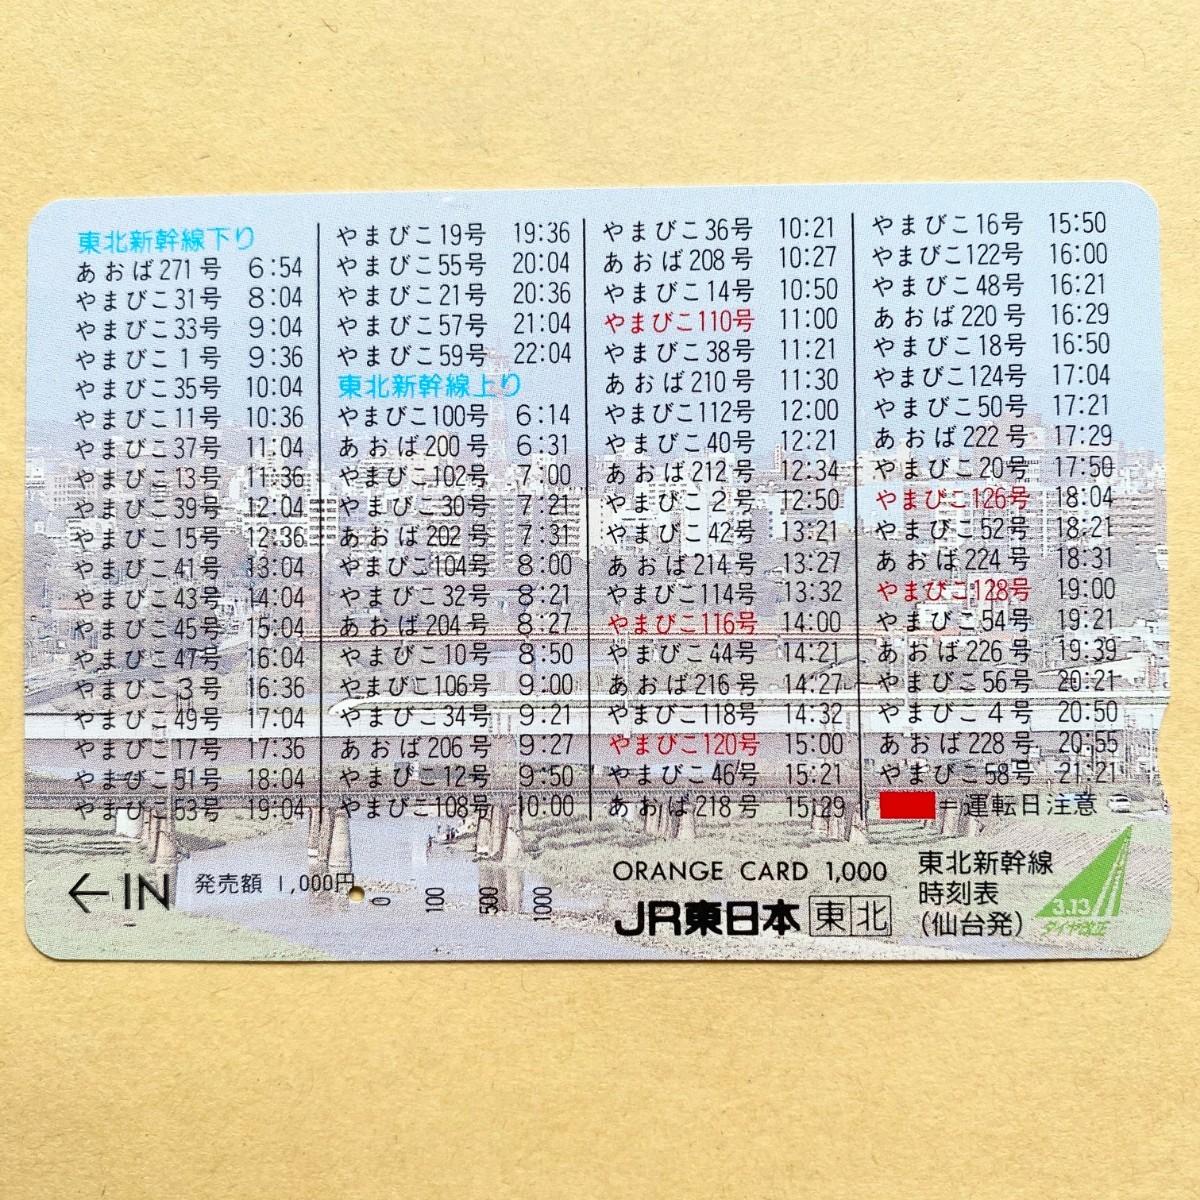 東北新幹線下り
あおば271号 6:54
やまびこ31号 8:04
やまびこ33号 9:04
やまびこ1号 9:36
やまびこ35号 10:04
やまびこ11号 10:36
やまびこ37号 11:04
やまびこ13号 11:36
やまびこ39号 12:04
やまびこ15号 12:36
やまびこ41号 13:04
やまびこ43号 14:04
やまびこ45号 15:04
やまびこ47号 16:04
やまびこ3号 16:36
やまびこ49号 17:04
やまびこ17号 17:36
やまびこ51号 18:04
やまびこ53号 19:04
やまびこ19号 19:36
やまびこ55号 20:04
やまびこ21号 20:36
やまびこ57号 21:04
やまびこ59号 22:04
東北新幹線上り
やまびこ100号 6:14
あおば200号 6:31
やまびこ102号 7:00
やまびこ30号 7:21
あおば202号 7:31
やまびこ104号 8:00
やまびこ32号 8:21
あおば204号 8:27
やまびこ10号 8:50
やまびこ106号 9:00
やまびこ34号 9:21
あおば206号 9:27
やまびこ12号 9:50
やまびこ108号 10:00
やまびこ36号 10:21
あおば208号 10:27
やまびこ14号 10:50
やまびこ110号 11:00
やまびこ38号 11:21
あおば210号 11:30
やまびこ112号 12:00
やまびこ40号 12:21
あおば212号 12:34
やまびこ2号 12:50
やまびこ42号 13:21
あおば214号 13:27
やまびこ114号 13:32
やまびこ116号 14:00
やまびこ44号 14:21
あおば216号 14:27
やまびこ118号 14:32
やまびこ120号 15:00
やまびこ46号 15:21
あおば218号 15:29
やまびこ16号 15:50
やまびこ122号 16:00
やまびこ48号 16:21
あおば220号 16:29
やまびこ18号 16:50
やまびこ124号 17:04
やまびこ50号 17:21
あおば222号 17:29
やまびこ20号 17:50
やまびこ126号 18:04
やまびこ52号 18:21
あおば224号 18:31
やまびこ128号 19:00
やまびこ54号 19:21
あおば226号 19:39
やまびこ56号 20:21
やまびこ4号 20:50
あおば228号 20:55
やまびこ58号 21:21
=運転日注意
←IN 発売額 1,000円
0 100 500 1000
ORANGE CARD 1,000
JR東日本 東北
東北新幹線
時刻表
(仙台発)
3.13
ダイヤ改正